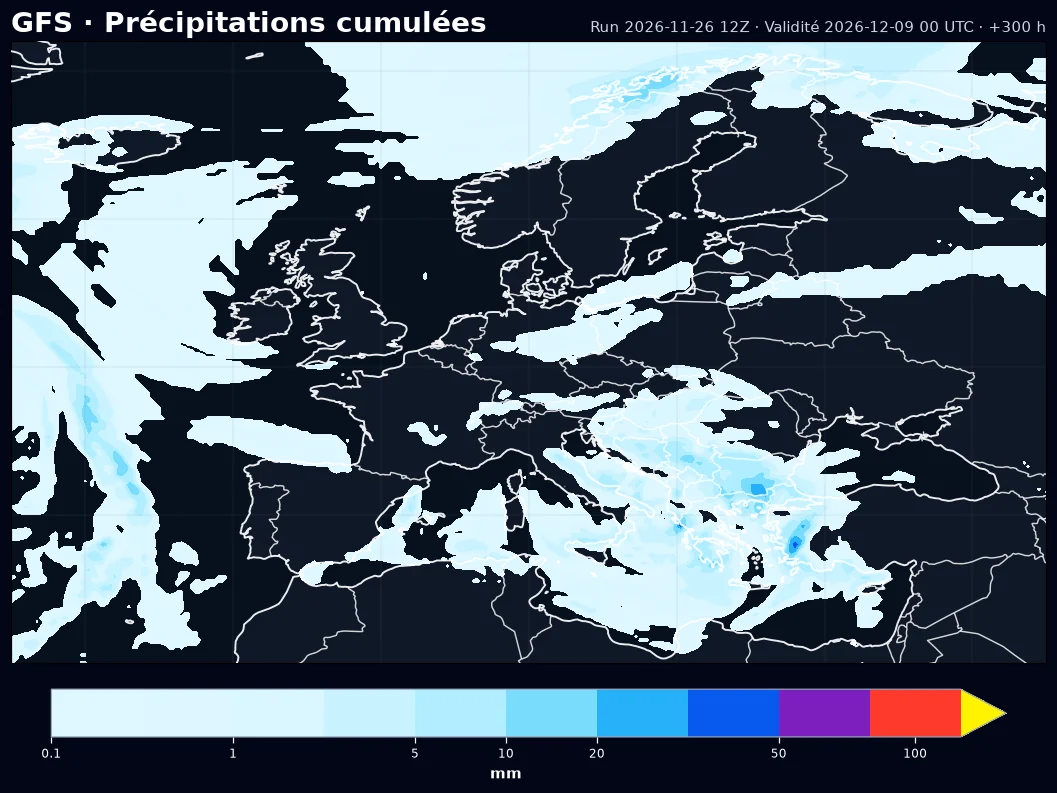 GFS · Précipitations cumulées
Run 2026-11-26 12Z · Validité 2026-12-09 00 UTC · +300 h
0.1 1 5 10 20 50 100
mm